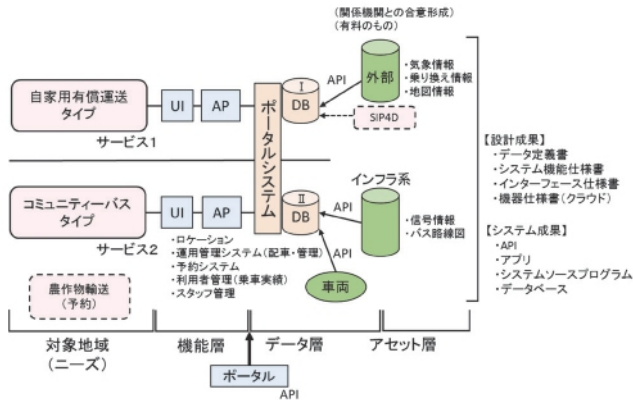 (関係機関との合意形成)
(有料のもの)
自家用有償運送
タイプ
サービス1
UI
AP
ポータルシステム
I
DB
API
外部
・気象情報
・乗り換え情報
・地図情報
SIP4D
コミュニティーバス
タイプ
サービス2
UI
AP
II
DB
・ロケーション
・運用管理システム(配車・管理)
・予約システム
・利用者管理(乗車実績)
・スタッフ管理
インフラ系
API
・信号情報
・バス路線図
API
車両
農作物輸送
(予約)
【設計成果】
・データ定義書
・システム機能仕様書
・インターフェース仕様書
・機器仕様書(クラウド)
【システム成果】
・API
・アプリ
・システムソースプログラム
・データベース
対象地域
(ニーズ)
機能層
データ層
アセット層
ポータル
API